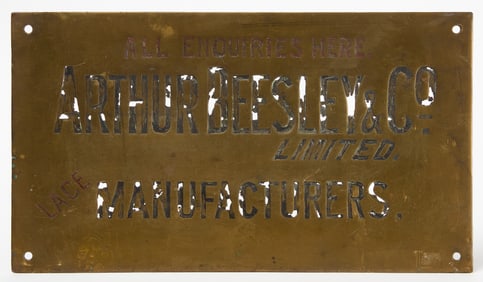 ALL ENQUIRIES HERE
ARTHUR BEESLEY & Co
LIMITED.
LACE MANUFACTURERS.